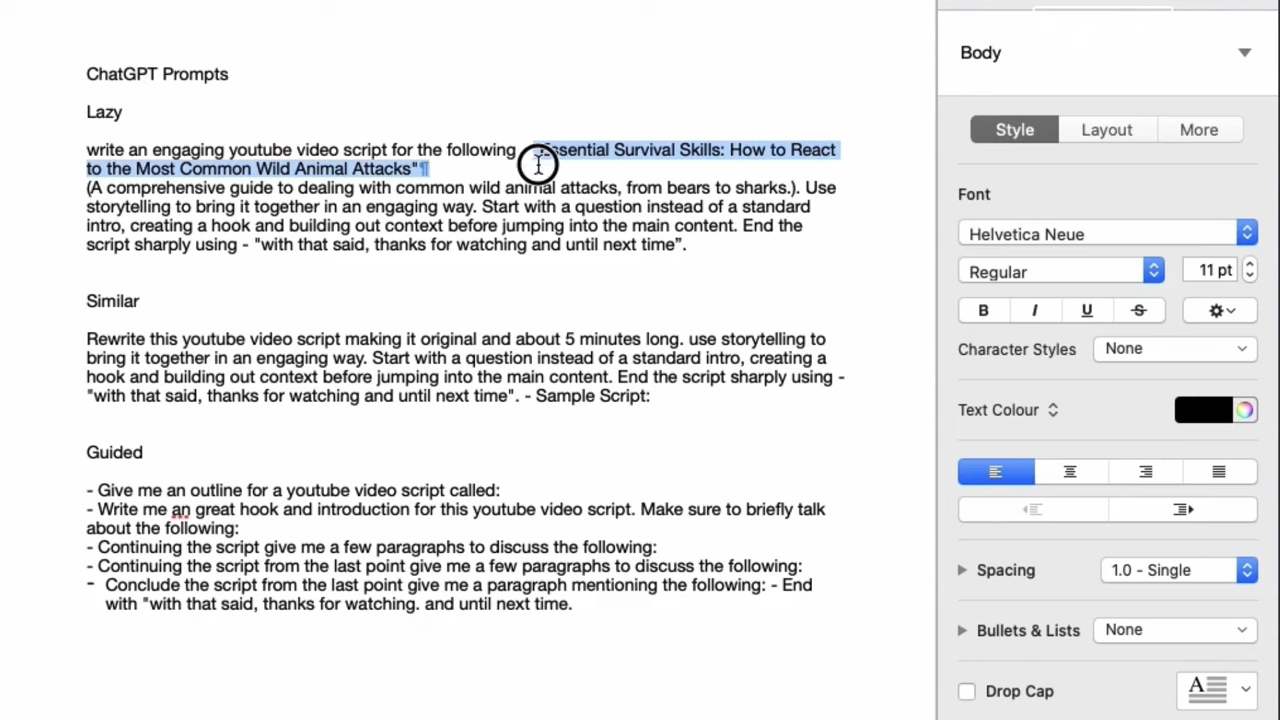 ChatGPT Prompts
Lazy
write an engaging youtube video script for the following
Essential Survival Skills: How to React
to the Most Common Wild Animal Attacks"¶
(A comprehensive guide to dealing with common wild animal attacks, from bears to sharks.). Use
storytelling to bring it together in an engaging way. Start with a question instead of a standard
intro, creating a hook and building out context before jumping into the main content. End the
script sharply using - "with that said, thanks for watching and until next time”.
Similar
Rewrite this youtube video script making it original and about 5 minutes long. use storytelling to
bring it together in an engaging way. Start with a question instead of a standard intro, creating a
hook and building out context before jumping into the main content. End the script sharply using -
"with that said, thanks for watching and until next time". - Sample Script:
Guided
- Give me an outline for a youtube video script called:
- Write me an great hook and introduction for this youtube video script. Make sure to briefly talk
about the following:
- Continuing the script give me a few paragraphs to discuss the following:
- Continuing the script from the last point give me a few paragraphs to discuss the following:
- Conclude the script from the last point give me a paragraph mentioning the following: - End
with "with that said, thanks for watching. and until next time.
Body
Style Layout More
Font
Helvetica Neue
Regular 11 pt
B I U S
Character Styles None
Text Colour
Spacing 1.0 - Single
Bullets & Lists None
Drop Cap A